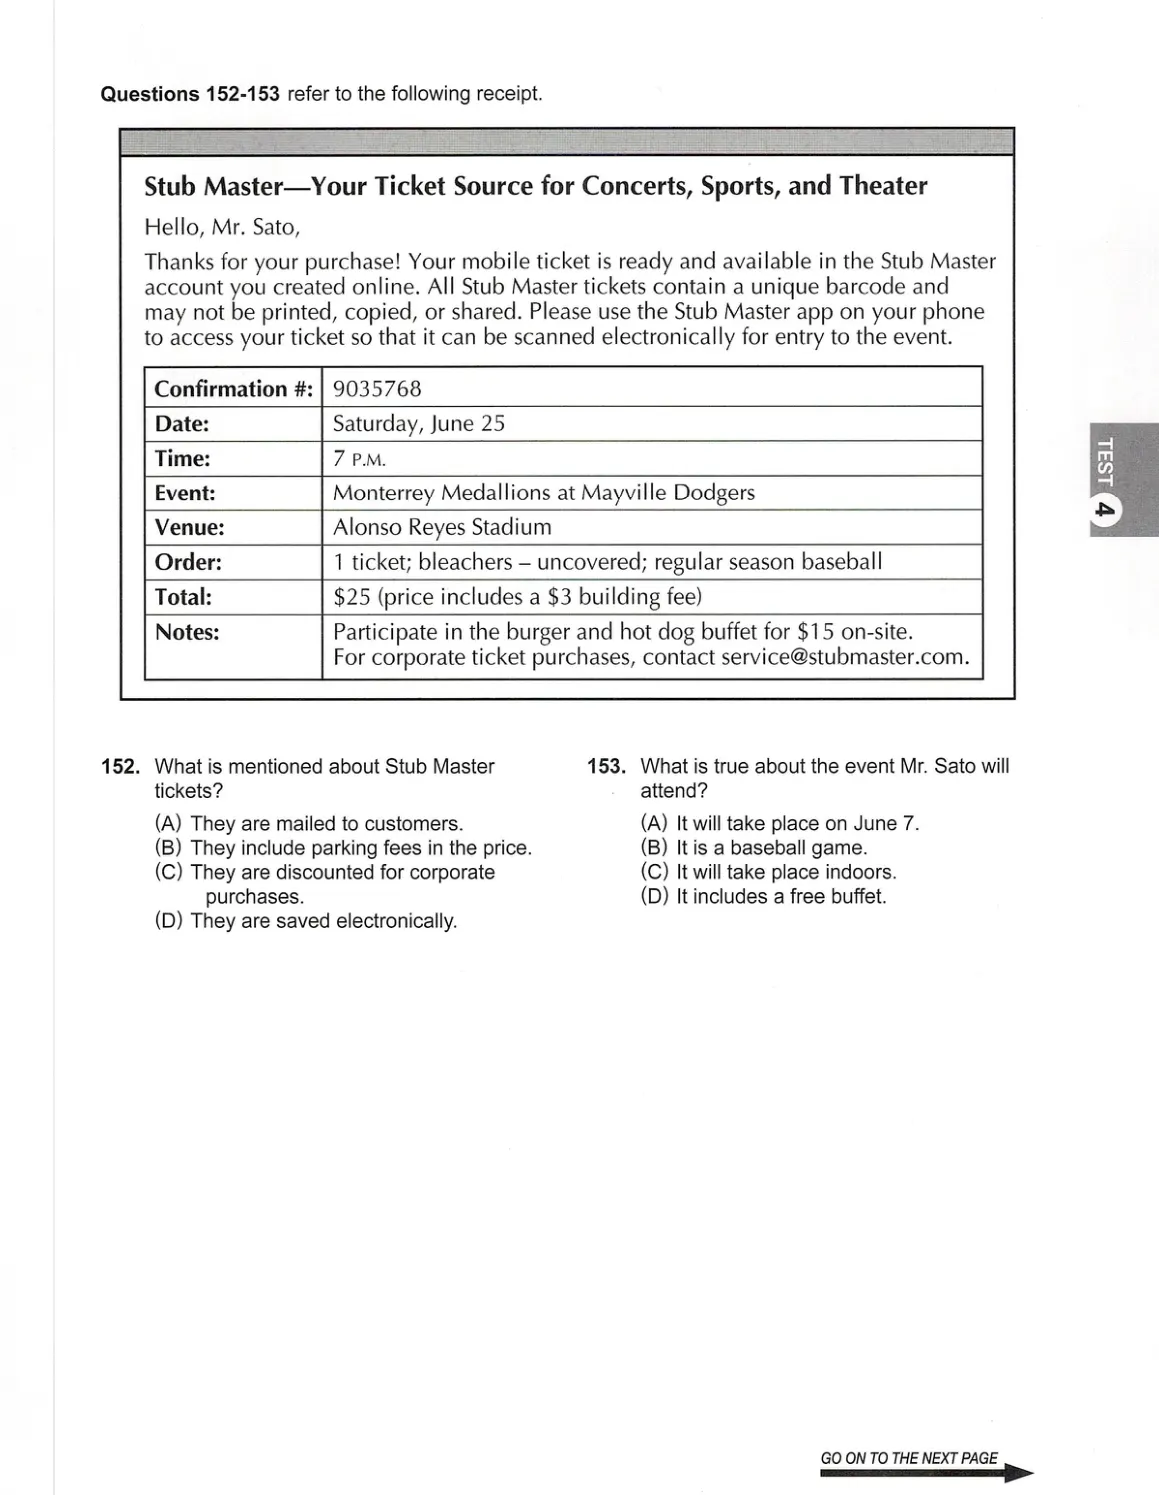 Questions 152-153 refer to the following receipt.
Stub Master—Your Ticket Source for Concerts, Sports, and Theater
Hello, Mr. Sato,
Thanks for your purchase! Your mobile ticket is ready and available in the Stub Master
account you created online. All Stub Master tickets contain a unique barcode and
may not be printed, copied, or shared. Please use the Stub Master app on your phone
to access your ticket so that it can be scanned electronically for entry to the event.
Confirmation #: 9035768
Date: Saturday, June 25
Time: 7 P.M.
Event: Monterrey Medallions at Mayville Dodgers
Venue: Alonso Reyes Stadium
Order: 1 ticket; bleachers – uncovered; regular season baseball
Total: $25 (price includes a $3 building fee)
Notes: Participate in the burger and hot dog buffet for $15 on-site.
For corporate ticket purchases, contact service@stubmaster.com.
TEST 4
152. What is mentioned about Stub Master
tickets?
(A) They are mailed to customers.
(B) They include parking fees in the price.
(C) They are discounted for corporate
purchases.
(D) They are saved electronically.
153. What is true about the event Mr. Sato will
attend?
(A) It will take place on June 7.
(B) It is a baseball game.
(C) It will take place indoors.
(D) It includes a free buffet.
GO ON TO THE NEXT PAGE